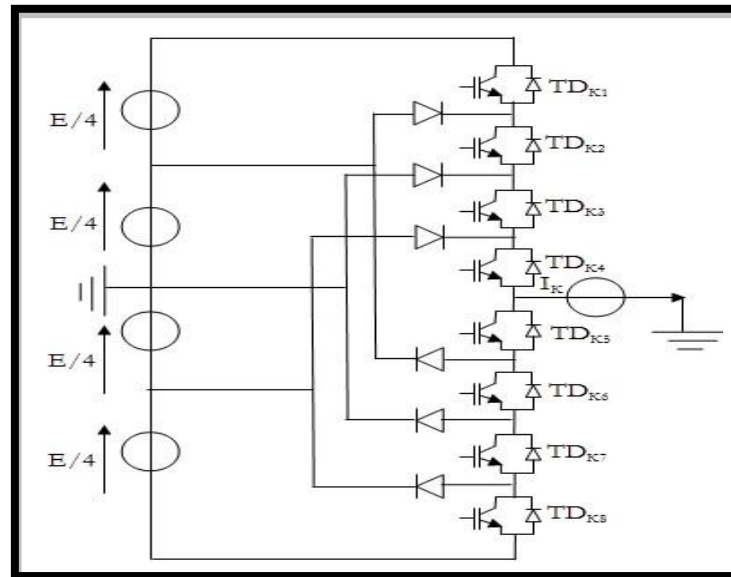 E/4
E/4
E/4
E/4
TD_K1
TD_K2
TD_K3
TD_K4
I_K
TD_K5
TD_K6
TD_K7
TD_K8